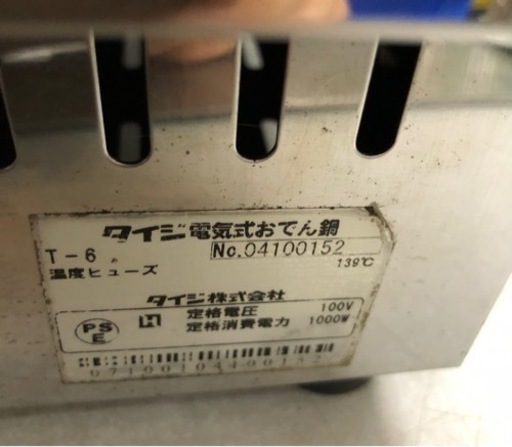 タイジ電気式おでん鍋
T-6 No.04100152
温度ヒューズ 139℃
タイジ株式会社
PS
E
定格電圧 100V
定格消費電力 1000W